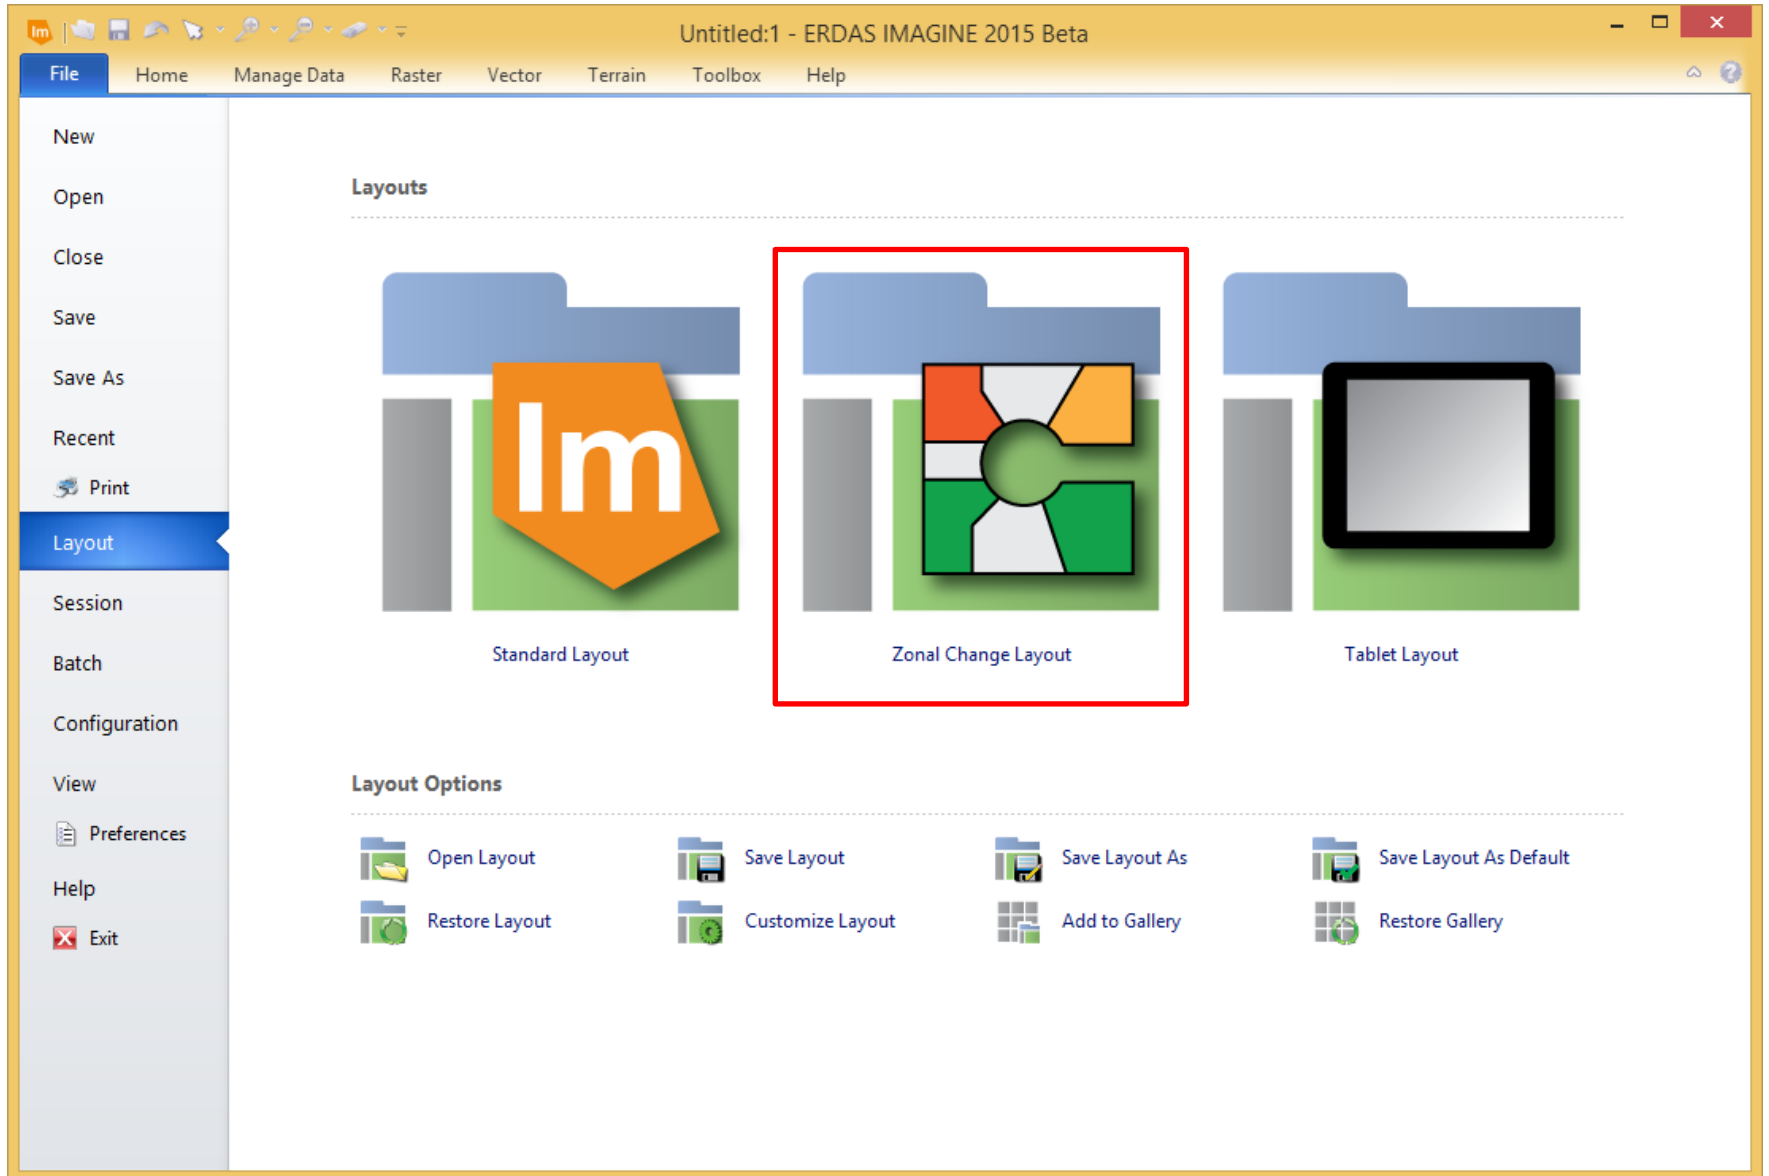 Im
Untitled:1 - ERDAS IMAGINE 2015 Beta
File Home Manage Data Raster Vector Terrain Toolbox Help
New
Open
Close
Save
Save As
Recent
Print
Layout
Session
Batch
Configuration
View
Preferences
Help
Exit
Layouts
Im
Standard Layout
Zonal Change Layout
Tablet Layout
Layout Options
Open Layout
Save Layout
Save Layout As
Save Layout As Default
Restore Layout
Customize Layout
Add to Gallery
Restore Gallery